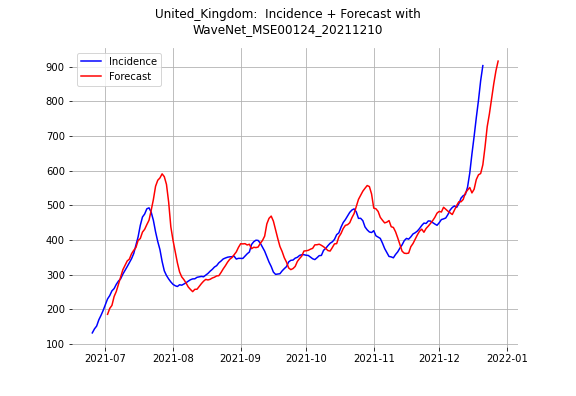 United_Kingdom:  Incidence + Forecast with
WaveNet_MSE00124_20211210
Incidence
Forecast
900
800
700
600
500
400
300
200
100
2021-07 2021-08 2021-09 2021-10 2021-11 2021-12 2022-01